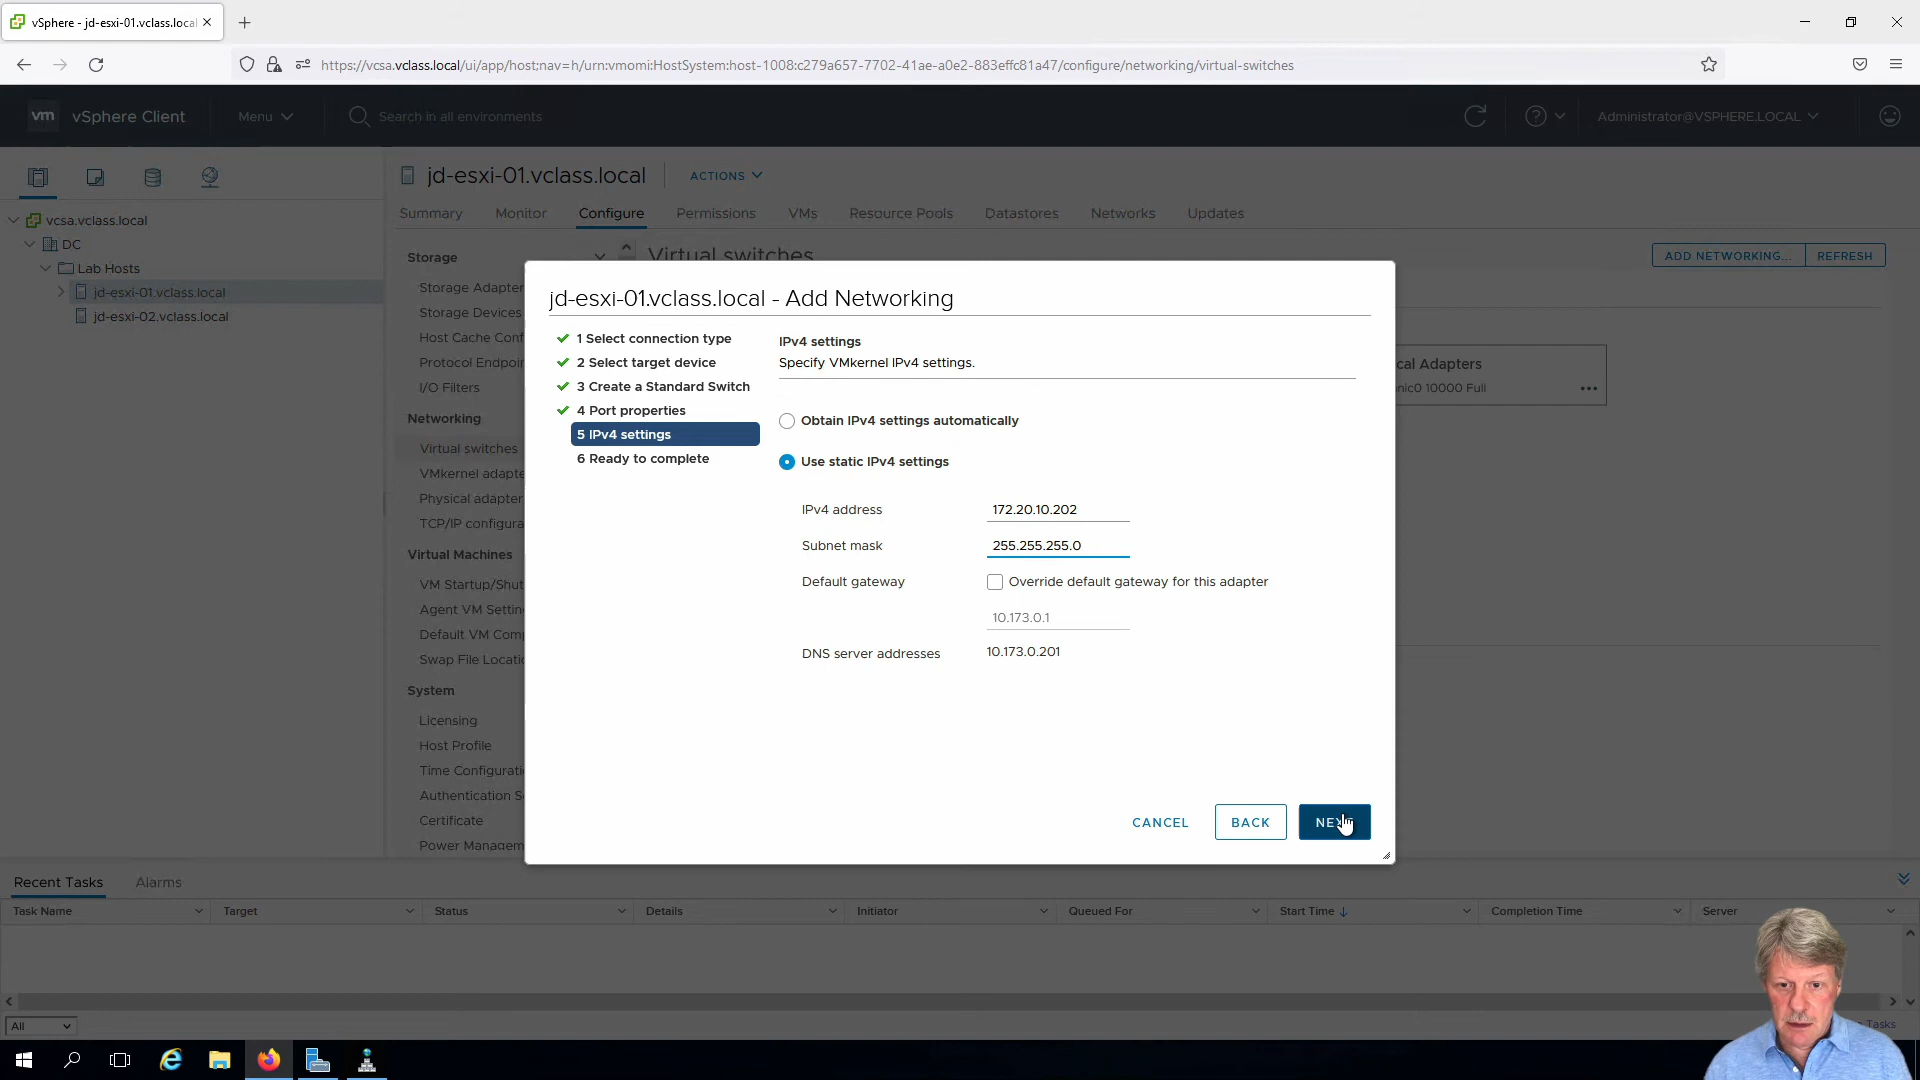 vSphere - jd-esxi-01.vclass.local
https://vcsa.vclass.local/ui/app/host;nav=h/urn:vmomi:HostSystem:host-1008:c279a657-7702-41ae-a0e2-883effc81a47/configure/networking/virtual-switches
vm vSphere Client
Menu
Search in all environments
Administrator@VSPHERE.LOCAL
vcsa.vclass.local
DC
Lab Hosts
jd-esxi-01.vclass.local
jd-esxi-02.vclass.local
jd-esxi-01.vclass.local
ACTIONS
Summary
Monitor
Configure
Permissions
VMs
Resource Pools
Datastores
Networks
Updates
Storage
Storage Adapter
Storage Devices
Host Cache Conf
Protocol Endpoin
I/O Filters
Networking
Virtual switches
VMkernel adapte
Physical adapter
TCP/IP configura
Virtual Machines
VM Startup/Shut
Agent VM Settin
Default VM Com
Swap File Locatio
System
Licensing
Host Profile
Time Configurati
Authentication Se
Certificate
Power Managem
Virtual switches
ADD NETWORKING...
REFRESH
cal Adapters
nic0 10000 Full
jd-esxi-01.vclass.local - Add Networking
1 Select connection type
2 Select target device
3 Create a Standard Switch
4 Port properties
5 IPv4 settings
6 Ready to complete
IPv4 settings
Specify VMkernel IPv4 settings.
Obtain IPv4 settings automatically
Use static IPv4 settings
IPv4 address
172.20.10.202
Subnet mask
255.255.255.0
Default gateway
Override default gateway for this adapter
10.173.0.1
DNS server addresses
10.173.0.201
CANCEL
BACK
NEXT
Recent Tasks
Alarms
Task Name
Target
Status
Details
Initiator
Queued For
Start Time
Completion Time
Server
All
Tasks